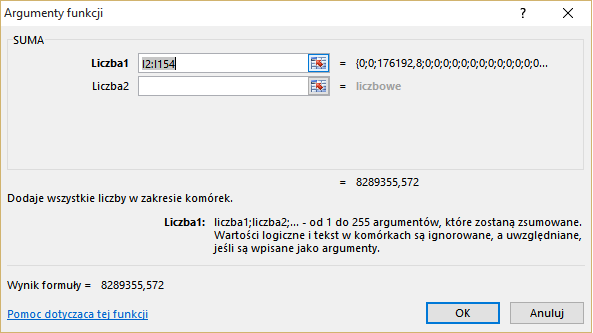 Argumenty funkcji ?
SUMA
Liczba1 I2:I154 = {0;0;176192,8;0;0;0;0;0;0;0;0;0;0;0;0;0...
Liczba2 = liczbowe
= 8289355,572
Dodaje wszystkie liczby w zakresie komórek.
Liczba1: liczba1;liczba2;... - od 1 do 255 argumentów, które zostaną zsumowane.
Wartości logiczne i tekst w komórkach są ignorowane, a uwzględniane,
jeśli są wpisane jako argumenty.
Wynik formuły = 8289355,572
Pomoc dotycząca tej funkcji OK Anuluj